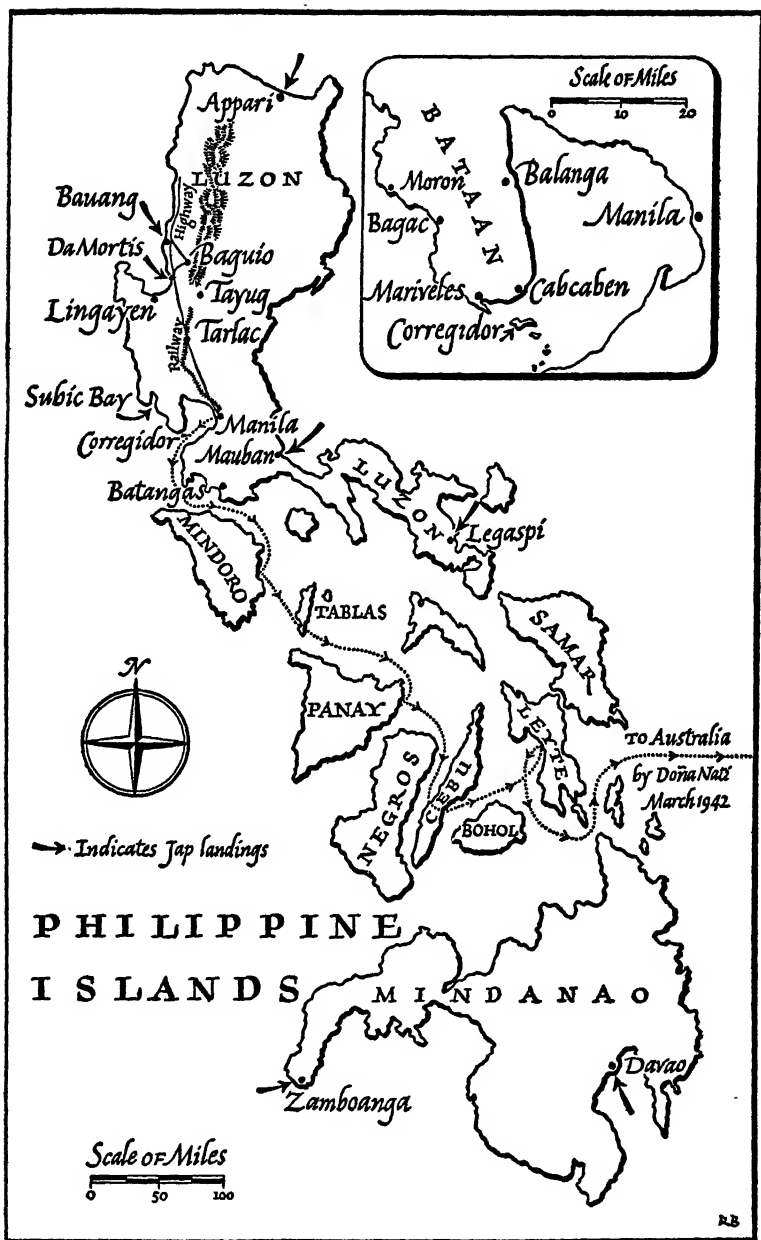 Appari
LUZON
Bauang
Highway
DaMortis
Baguio
Lingayen
Tayug
Tarlac
Railway
Subic Bay
Manila
Corregidor
Mauban
Batangas
LUZON
Legaspi
MINDORO
TABLAS
SAMAR
PANAY
LEYTE
NEGROS
CEBU
BOHOL
TO Australia
by Doña Nati
March 1942
N
Indicates Jap landings
PHILIPPINE
ISLANDS
MINDANAO
Davao
Zamboanga
Scale OF Miles
0 50 100
RB
Scale OF Miles
0 10 20
BATAAN
Moron
Balanga
Bagac
Manila
Mariveles
Cabcaben
Corregidor